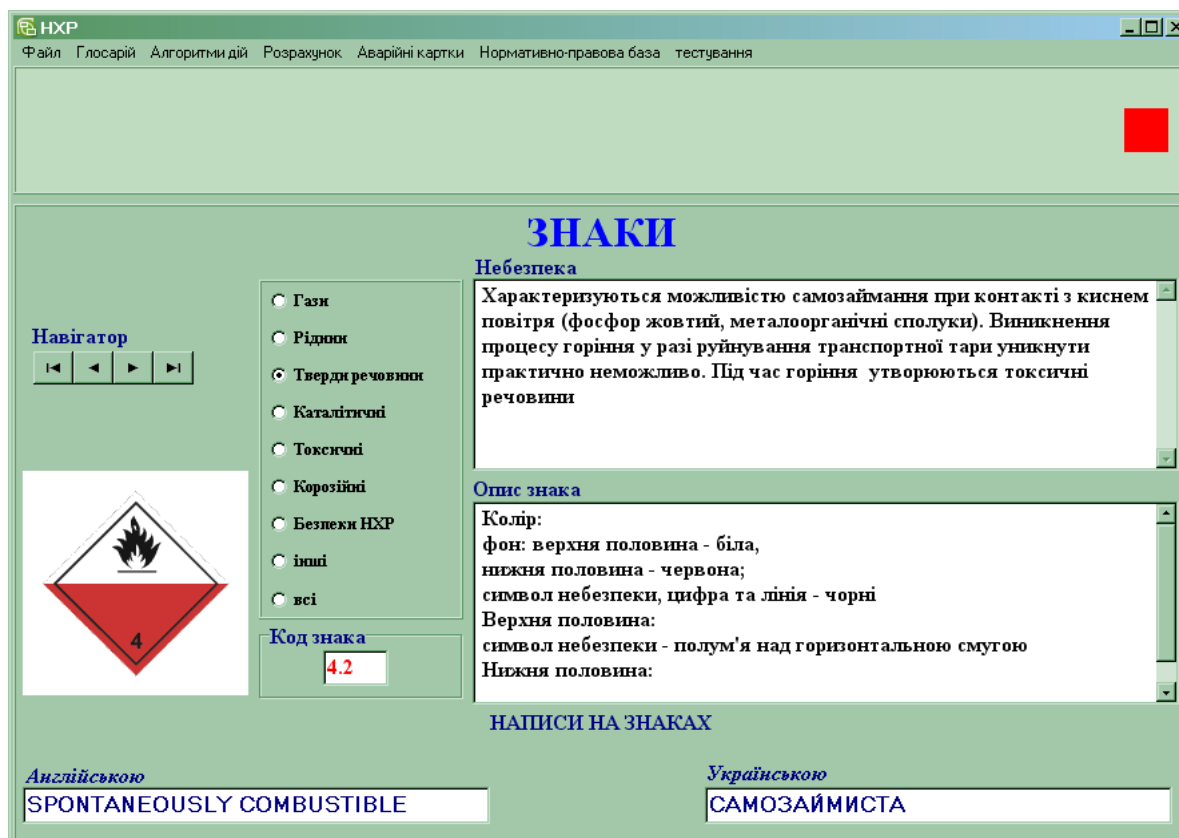 НХР
Файл Глосарій Алгоритми дій Розрахунок Аварійні картки Нормативно-правова база тестування
ЗНАКИ
Небезпека
Характеризуються можливістю самозаймання при контакті з киснем
повітря (фосфор жовтий, металоорганічні сполуки). Виникнення
процесу горіння у разі руйнування транспортної тари уникнути
практично неможливо. Під час горіння утворюються токсичні
речовини
Навігатор
Гази
Рідини
Тверди речовини
Каталітичні
Токсичні
Корозійні
Безпеки НХР
інші
всі
Код знака
4.2
4
Опис знака
Колір:
фон: верхня половина - біла,
нижня половина - червона;
символ небезпеки, цифра та лінія - чорні
Верхня половина:
символ небезпеки - полум'я над горизонтальною смугою
Нижня половина:
НАПИСИ НА ЗНАКАХ
Англійською
SPONTANEOUSLY COMBUSTIBLE
Українською
САМОЗАЙМИСТА